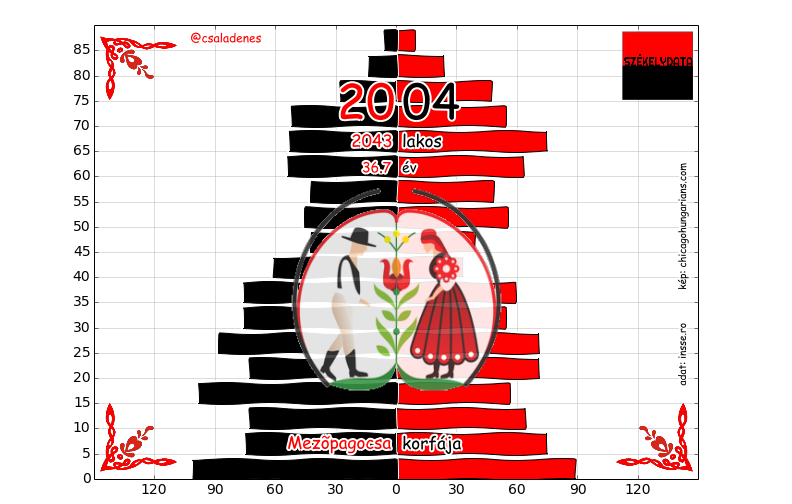 @csaladenes
SZÉKELYDATA
2004
2043 lakos
36.7 év
Mezõpagocsa korfája
kép: chicagohungarians.com
adat: insse.ro
85
80
75
70
65
60
55
50
45
40
35
30
25
20
15
10
5
0
120 90 60 30 0 30 60 90 120